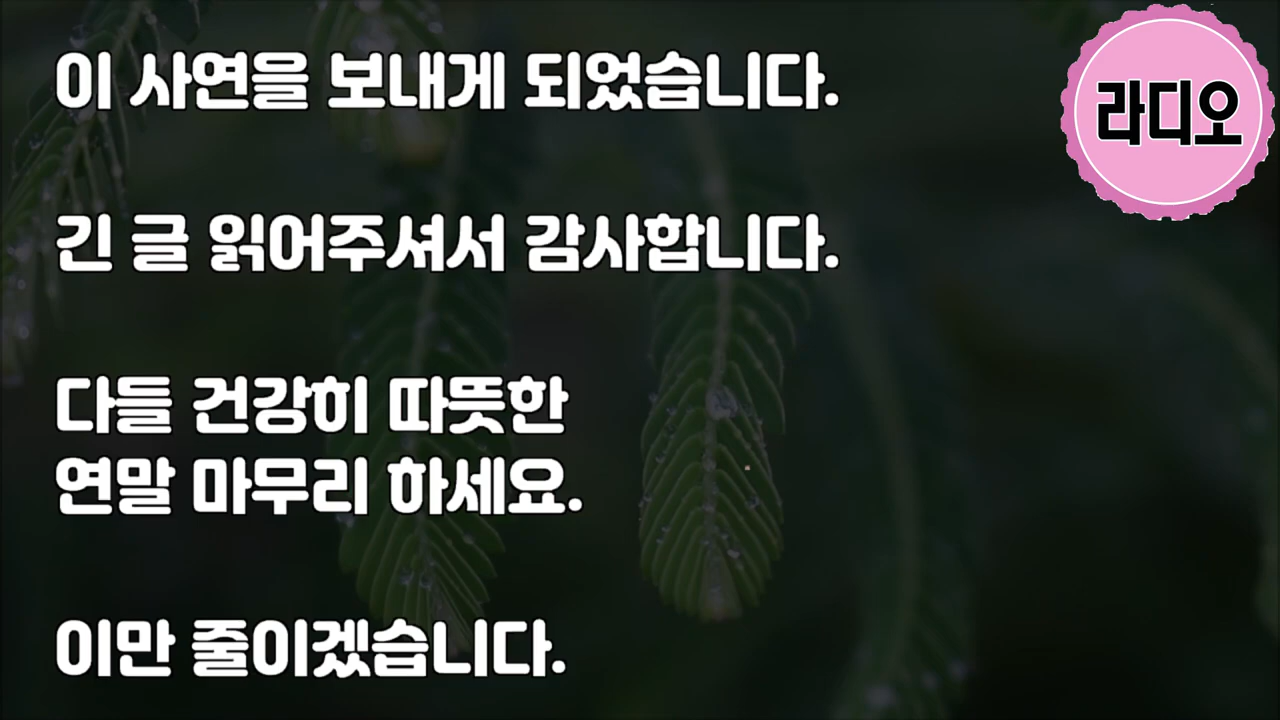 이 사연을 보내게 되었습니다.
긴 글 읽어주셔서 감사합니다.
다들 건강히 따뜻한
연말 마무리 하세요.
이만 줄이겠습니다.
라디오